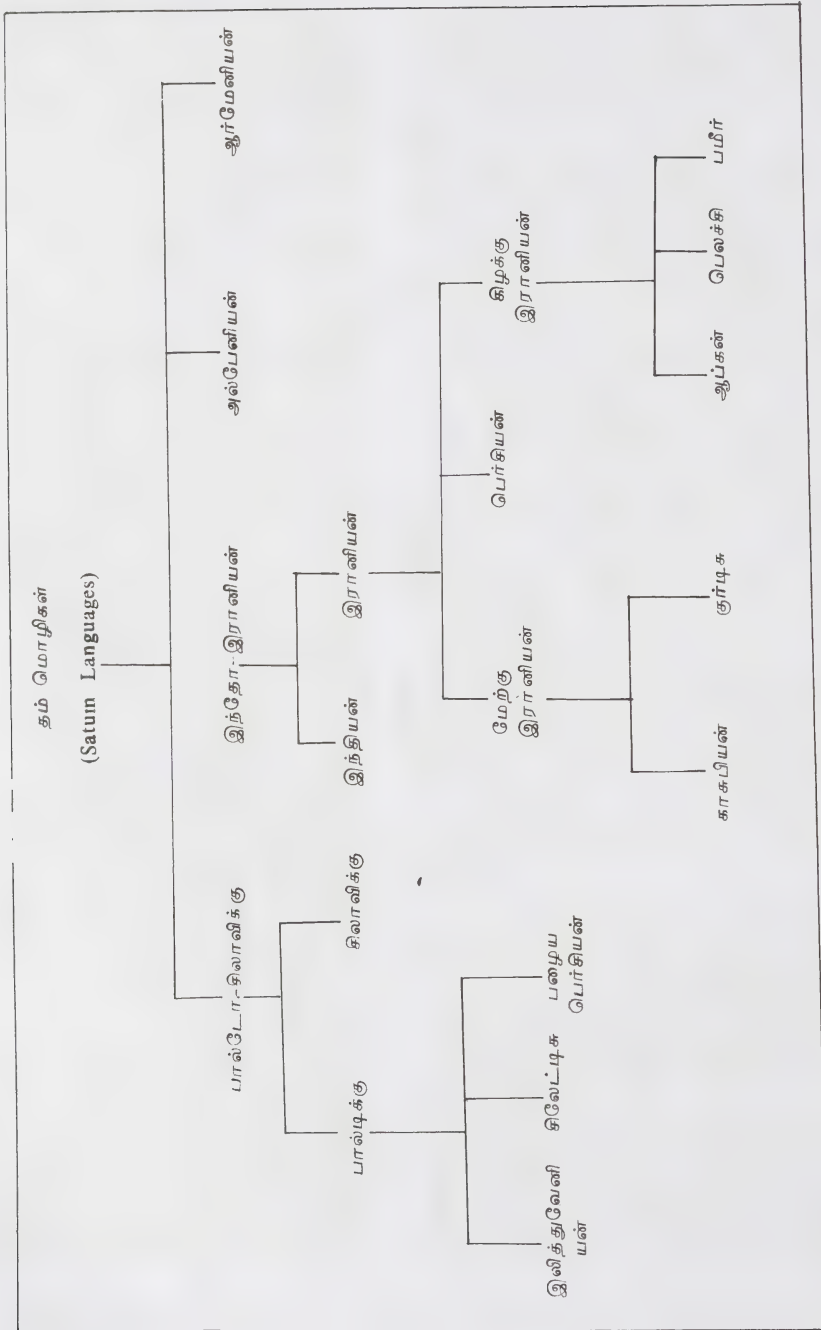 தம் மொழிகள்
(Satum Languages)
பால்டோ-சிலாவிக்கு
இந்தோ-இரானியன்
அல்பேனியன்
ஆர்மேனியன்
பால்டிக்கு
சிலாவிக்கு
இந்தியன்
இரானியன்
இலித்துவேனி
யன்
சிலேட்டிசு
பழைய
பெர்சியன்
மேற்கு
இரானியன்
பெர்சியன்
கிழக்கு
இரானியன்
காசுபியன்
குர்டிசு
ஆப்கன்
பெலச்சி
பமீர்